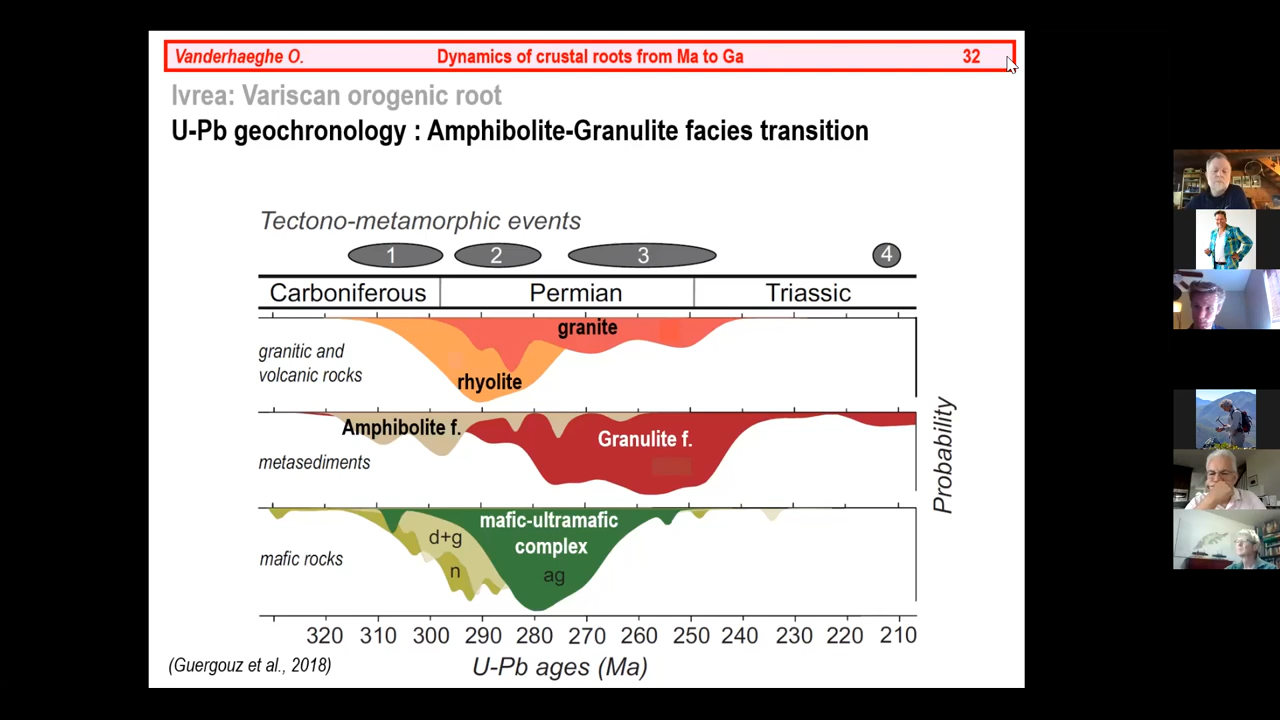 Vanderhaeghe O. Dynamics of crustal roots from Ma to Ga 32
Ivrea: Variscan orogenic root
U-Pb geochronology : Amphibolite-Granulite facies transition
Tectono-metamorphic events
1 2 3 4
Carboniferous Permian Triassic
granite
granitic and
volcanic rocks
rhyolite
Amphibolite f.
Granulite f.
metasediments
Probability
mafic-ultramafic
complex
d+g
mafic rocks
n
ag
320 310 300 290 280 270 260 250 240 230 220 210
(Guergouz et al., 2018)
U-Pb ages (Ma)